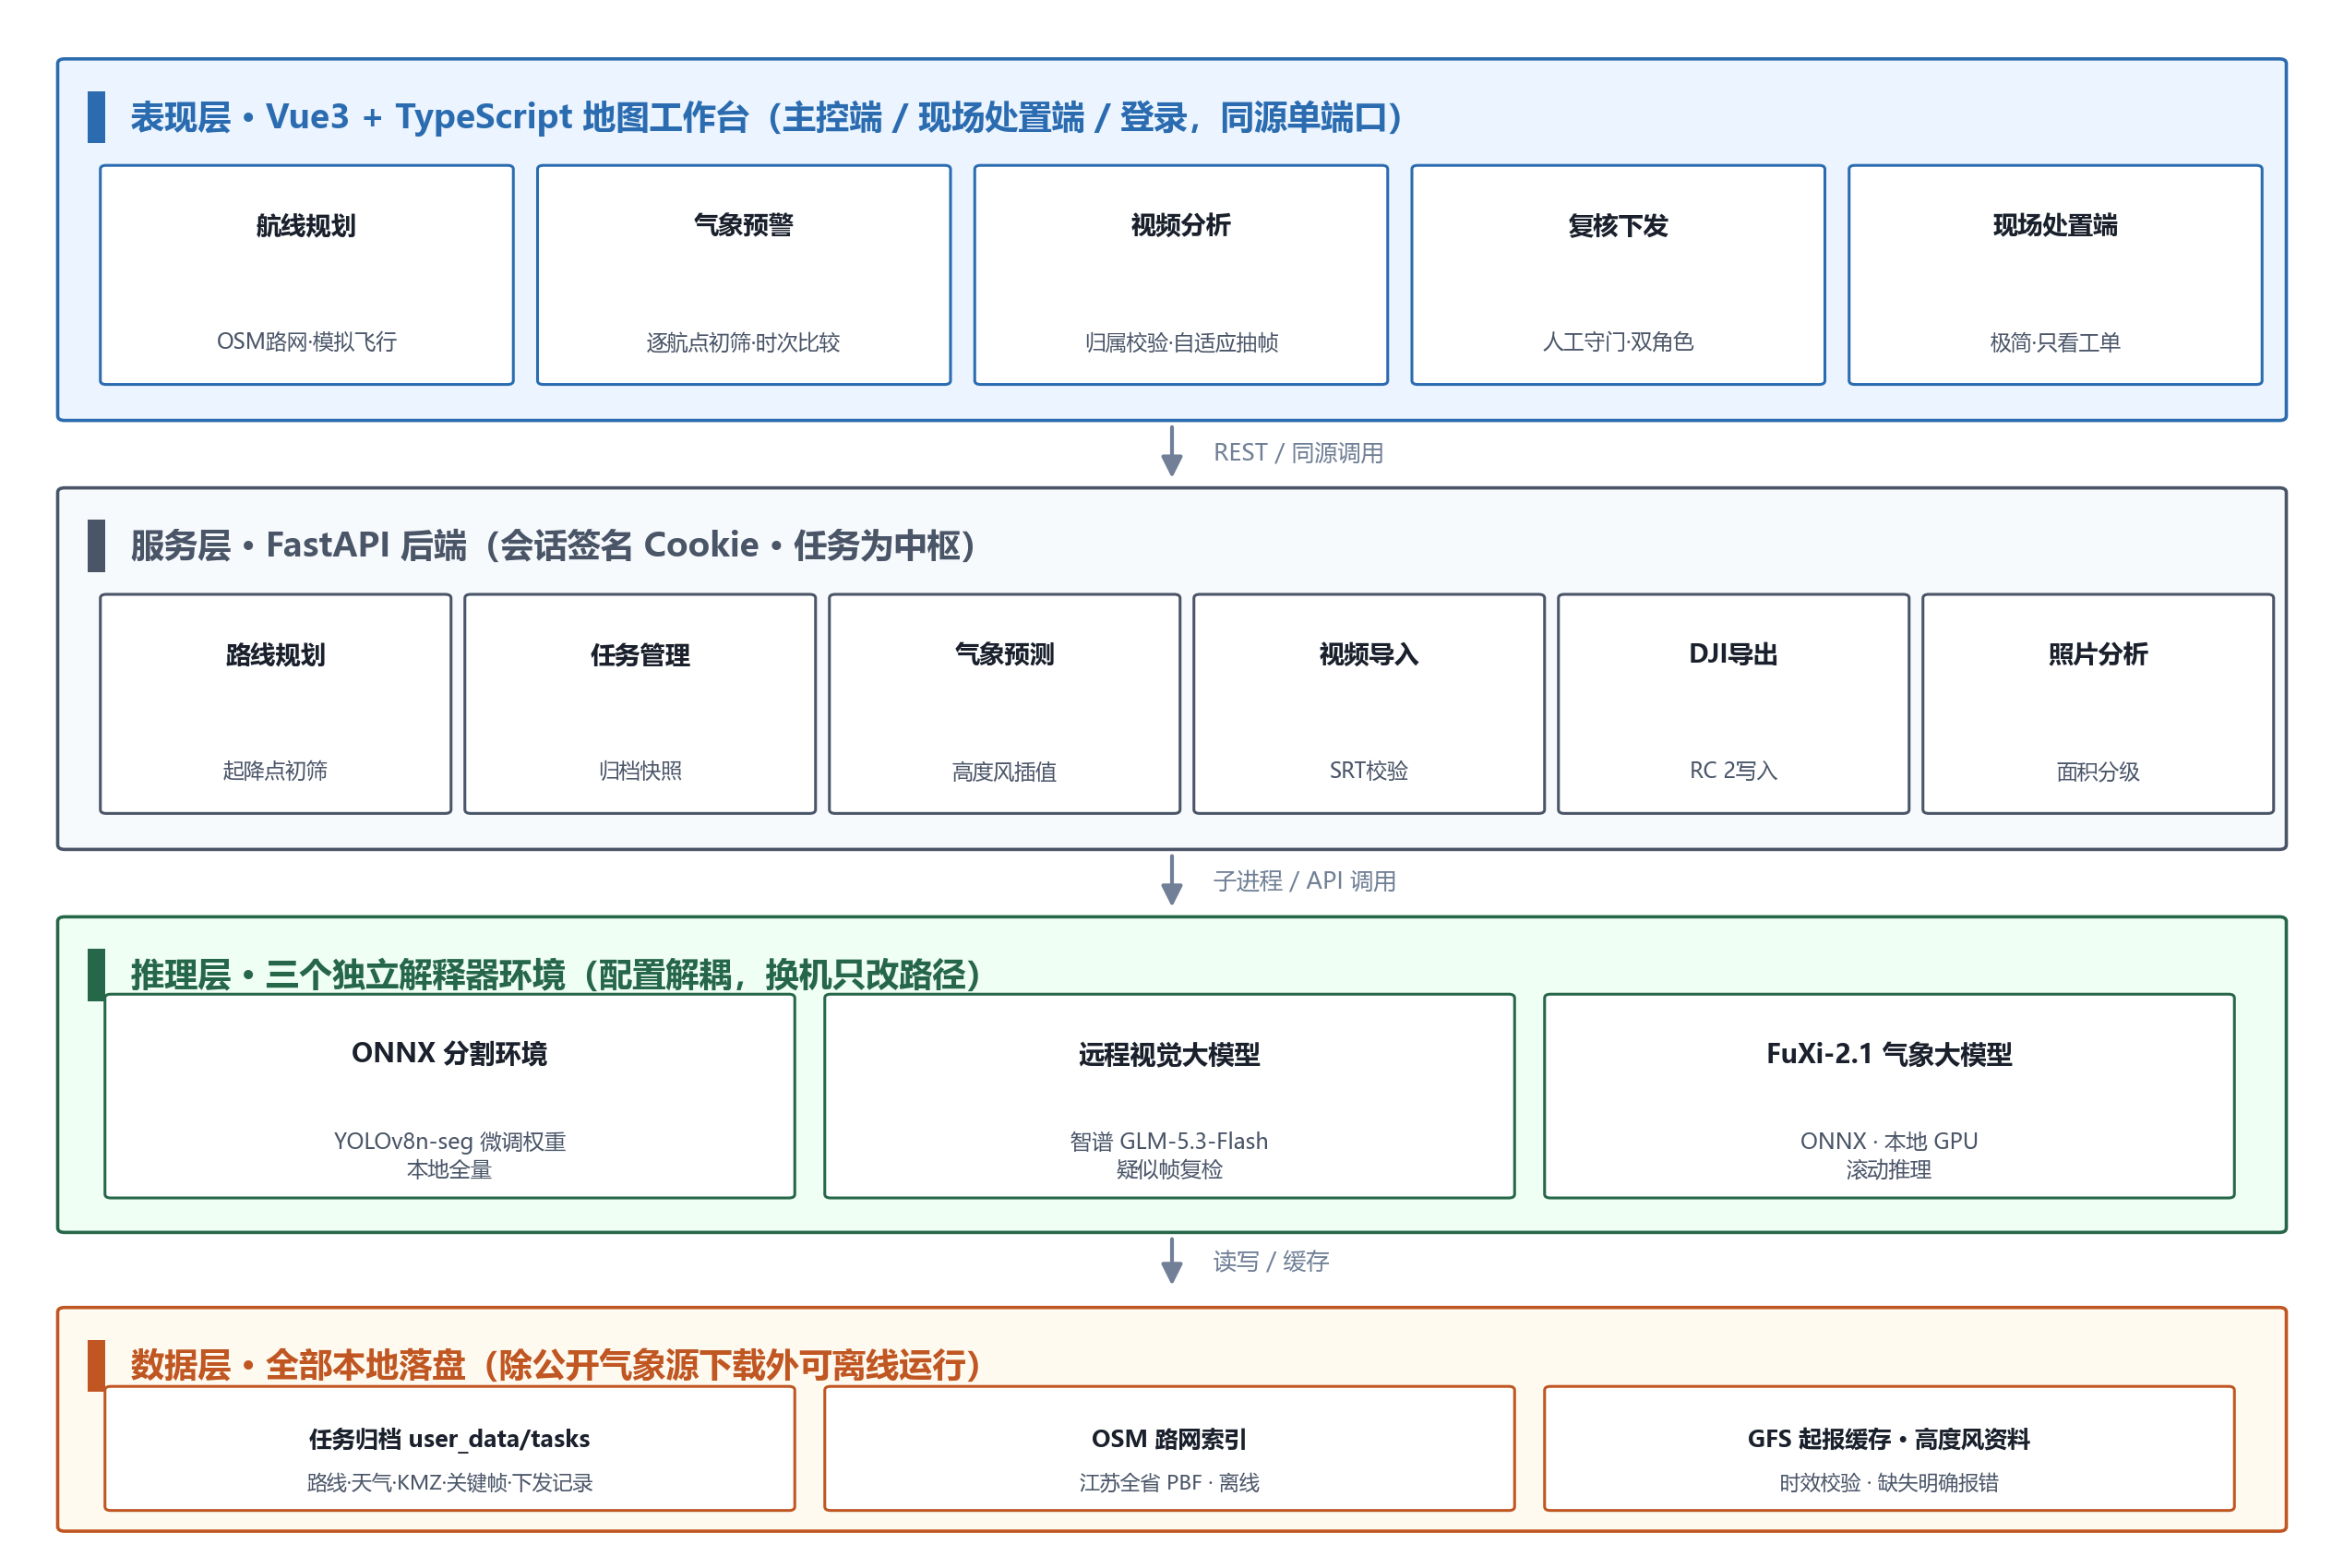 表现层 • Vue3 + TypeScript 地图工作台（主控端 / 现场处置端 / 登录，同源单端口）
航线规划
气象预警
视频分析
复核下发
现场处置端
OSM路网·模拟飞行
逐航点初筛·时次比较
归属校验·自适应抽帧
人工守门·双角色
极简·只看工单
REST / 同源调用
服务层 • FastAPI 后端（会话签名 Cookie • 任务为中枢）
路线规划
任务管理
气象预测
视频导入
DJI导出
照片分析
起降点初筛
归档快照
高度风插值
SRT校验
RC 2写入
面积分级
子进程 / API 调用
推理层 • 三个独立解释器环境（配置解耦，换机只改路径）
ONNX 分割环境
远程视觉大模型
FuXi-2.1 气象大模型
YOLOv8n-seg 微调权重
本地全量
智谱 GLM-5.3-Flash
疑似帧复检
ONNX · 本地 GPU
滚动推理
读写 / 缓存
数据层 • 全部本地落盘（除公开气象源下载外可离线运行）
任务归档 user_data/tasks
OSM 路网索引
GFS 起报缓存 • 高度风资料
路线·天气·KMZ·关键帧·下发记录
江苏全省 PBF · 离线
时效校验 · 缺失明确报错